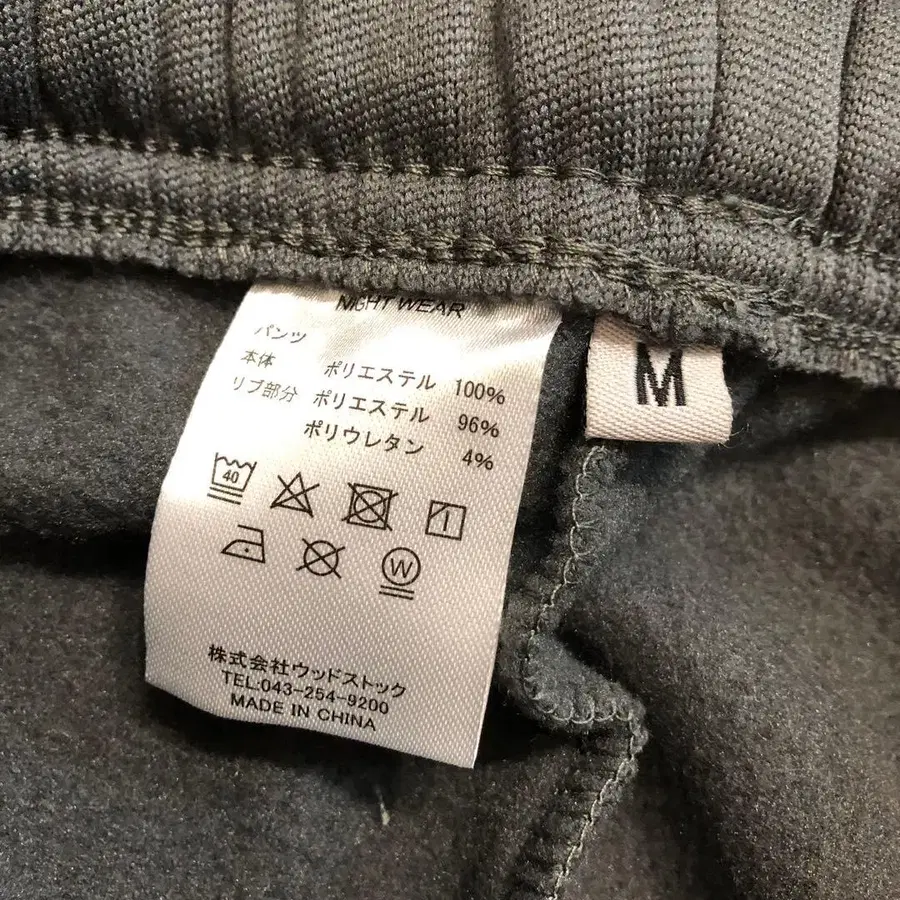 NIGHT WEAR
パンツ
本体 ポリエステル 100%
リブ部分 ポリエステル 96%
ポリウレタン 4%
40
W
株式会社ウッドストック
TEL.043-254-9200
MADE IN CHINA
M